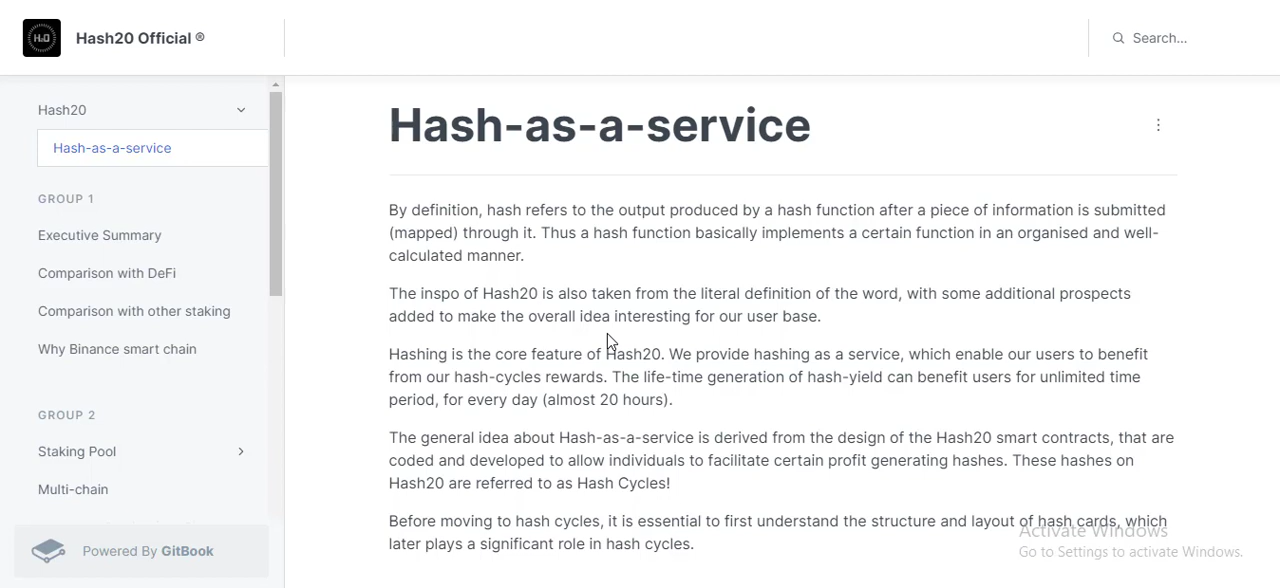 H₂O
Hash20 Official ®
Search...
Hash20
Hash-as-a-service
GROUP 1
Executive Summary
Comparison with DeFi
Comparison with other staking
Why Binance smart chain
GROUP 2
Staking Pool
Multi-chain
Powered By GitBook
Hash-as-a-service
By definition, hash refers to the output produced by a hash function after a piece of information is submitted
(mapped) through it. Thus a hash function basically implements a certain function in an organised and well-
calculated manner.
The inspo of Hash20 is also taken from the literal definition of the word, with some additional prospects
added to make the overall idea interesting for our user base.
Hashing is the core feature of Hash20. We provide hashing as a service, which enable our users to benefit
from our hash-cycles rewards. The life-time generation of hash-yield can benefit users for unlimited time
period, for every day (almost 20 hours).
The general idea about Hash-as-a-service is derived from the design of the Hash20 smart contracts, that are
coded and developed to allow individuals to facilitate certain profit generating hashes. These hashes on
Hash20 are referred to as Hash Cycles!
Before moving to hash cycles, it is essential to first understand the structure and layout of hash cards, which
later plays a significant role in hash cycles.
Activate Windows
Go to Settings to activate Windows.